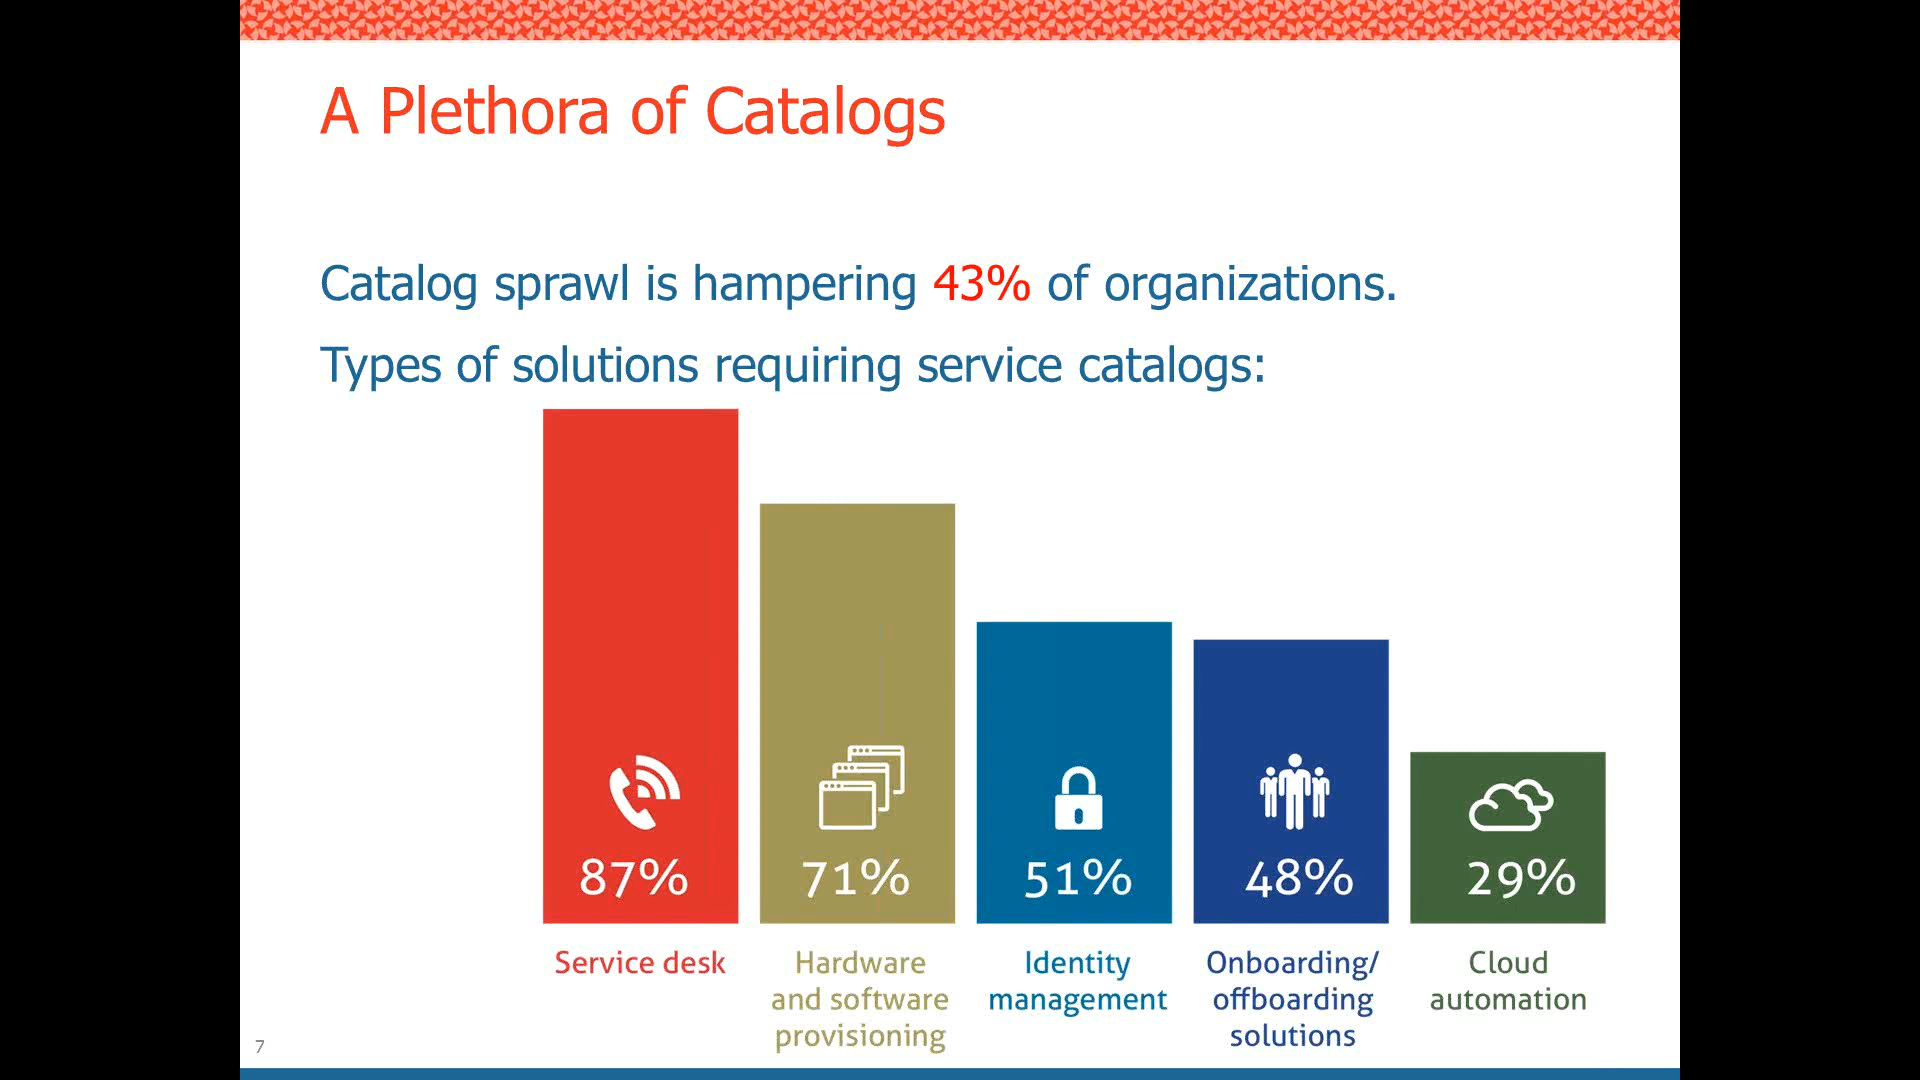 A Plethora of Catalogs
Catalog sprawl is hampering 43% of organizations.
Types of solutions requiring service catalogs:
87%
71%
51%
48%
29%
Service desk
Hardware
and software
provisioning
Identity
management
Onboarding/
offboarding
solutions
Cloud
automation
7